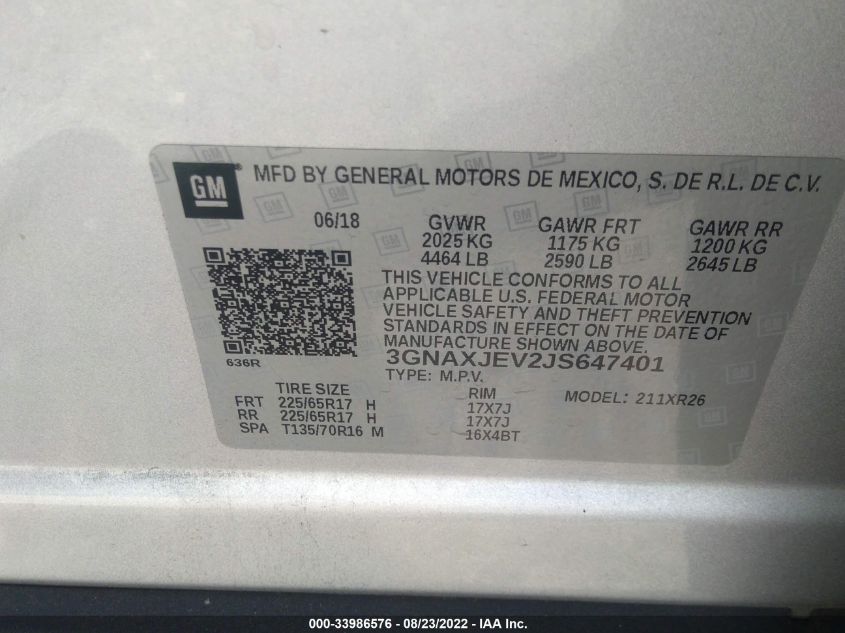 GM
MFD BY GENERAL MOTORS DE MEXICO, S. DE R.L. DE C.V.
06/18 GVWR GAWR FRT GAWR RR
2025 KG 1175 KG 1200 KG
4464 LB 2590 LB 2645 LB
THIS VEHICLE CONFORMS TO ALL
APPLICABLE U.S. FEDERAL MOTOR
VEHICLE SAFETY AND THEFT PREVENTION
STANDARDS IN EFFECT ON THE DATE OF
MANUFACTURE SHOWN ABOVE.
636R
3GNAXJEV2JS647401
TYPE: M.P.V.
TIRE SIZE RIM MODEL: 211XR26
FRT 225/65R17 H 17X7J
RR 225/65R17 H 17X7J
SPA T135/70R16 M 16X4BT
000-33986576 - 08/23/2022 - IAA Inc.